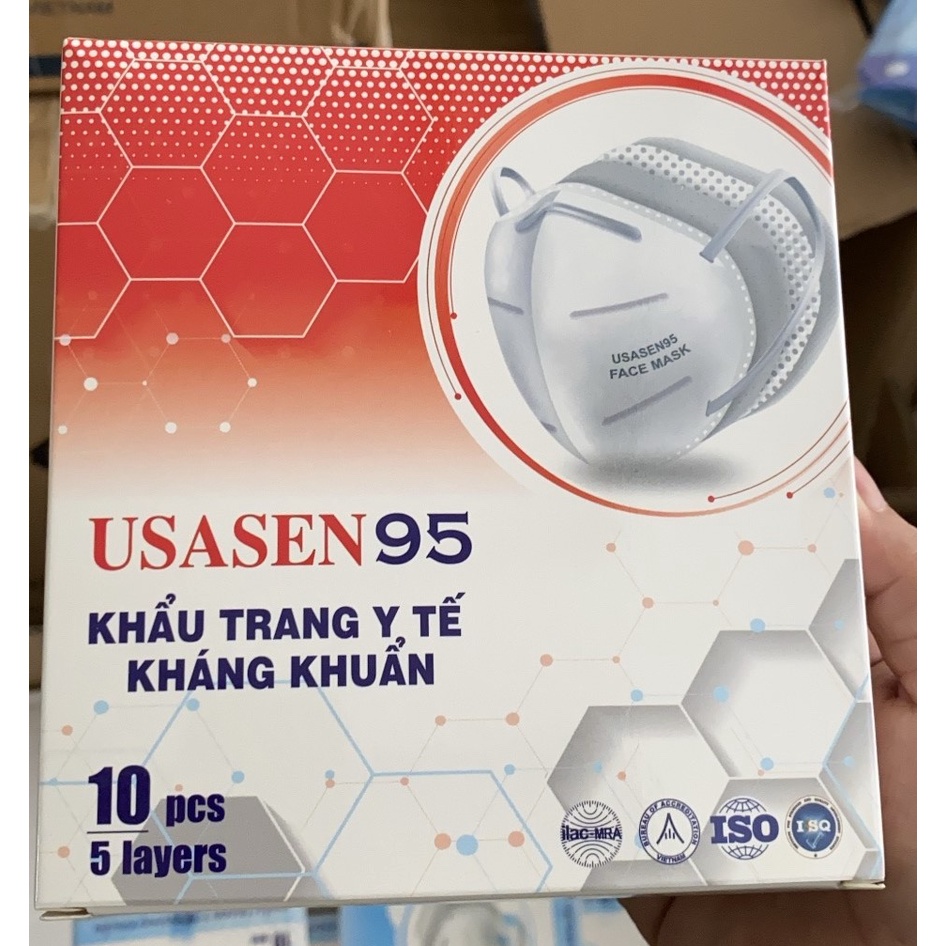 VIETNAM
USASEN95
FACE MASK
USASEN95
KHẨU TRANG Y TẾ
KHÁNG KHUẨN
10 pcs
5 layers
ilac-MRA
BUREAU OF ACCREDITATION
VIETNAM
ISO
ISQ